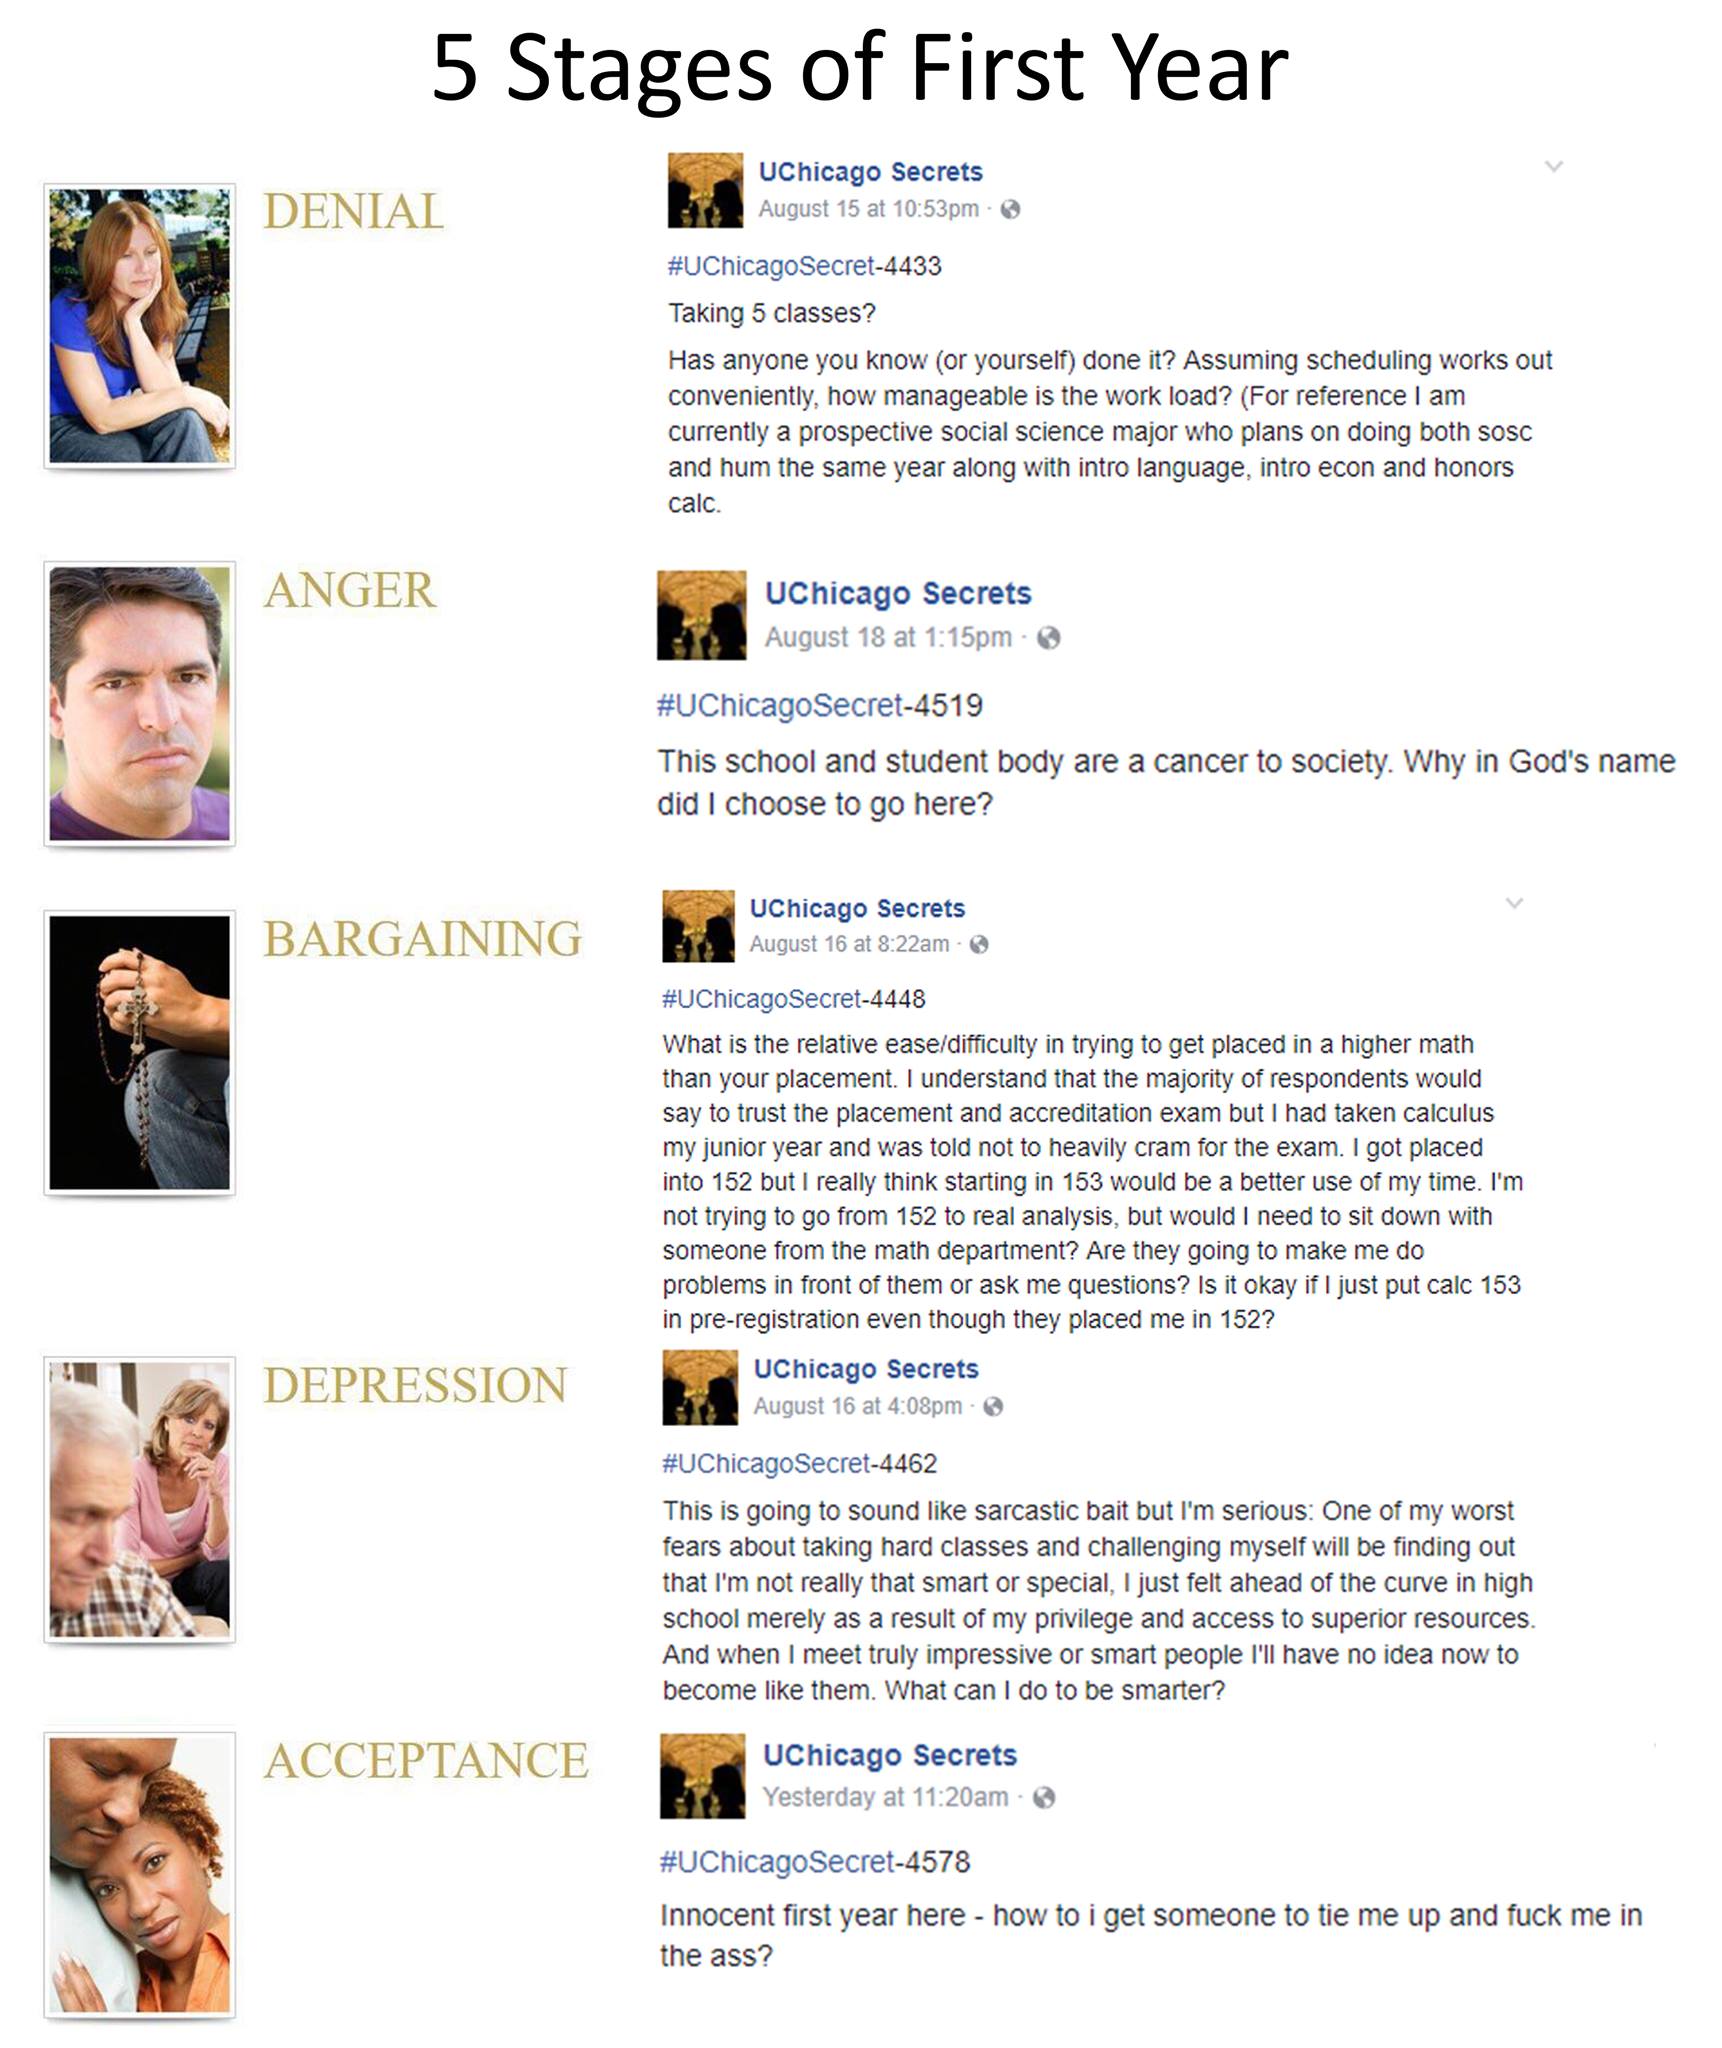 5 Stages of First Year
DENIAL
UChicago Secrets
August 15 at 10:53pm ·
#UChicagoSecret-4433
Taking 5 classes?
Has anyone you know (or yourself) done it? Assuming scheduling works out
conveniently, how manageable is the work load? (For reference I am
currently a prospective social science major who plans on doing both sosc
and hum the same year along with intro language, intro econ and honors
calc.
ANGER
UChicago Secrets
August 18 at 1:15pm ·
#UChicagoSecret-4519
This school and student body are a cancer to society. Why in God's name
did I choose to go here?
BARGAINING
UChicago Secrets
August 16 at 8:22am ·
#UChicagoSecret-4448
What is the relative ease/difficulty in trying to get placed in a higher math
than your placement. I understand that the majority of respondents would
say to trust the placement and accreditation exam but I had taken calculus
my junior year and was told not to heavily cram for the exam. I got placed
into 152 but I really think starting in 153 would be a better use of my time. I'm
not trying to go from 152 to real analysis, but would I need to sit down with
someone from the math department? Are they going to make me do
problems in front of them or ask me questions? Is it okay if I just put calc 153
in pre-registration even though they placed me in 152?
DEPRESSION
UChicago Secrets
August 16 at 4:08pm ·
#UChicagoSecret-4462
This is going to sound like sarcastic bait but I'm serious: One of my worst
fears about taking hard classes and challenging myself will be finding out
that I'm not really that smart or special, I just felt ahead of the curve in high
school merely as a result of my privilege and access to superior resources.
And when I meet truly impressive or smart people I'll have no idea now to
become like them. What can I do to be smarter?
ACCEPTANCE
UChicago Secrets
Yesterday at 11:20am ·
#UChicagoSecret-4578
Innocent first year here - how to i get someone to tie me up and fuck me in
the ass?